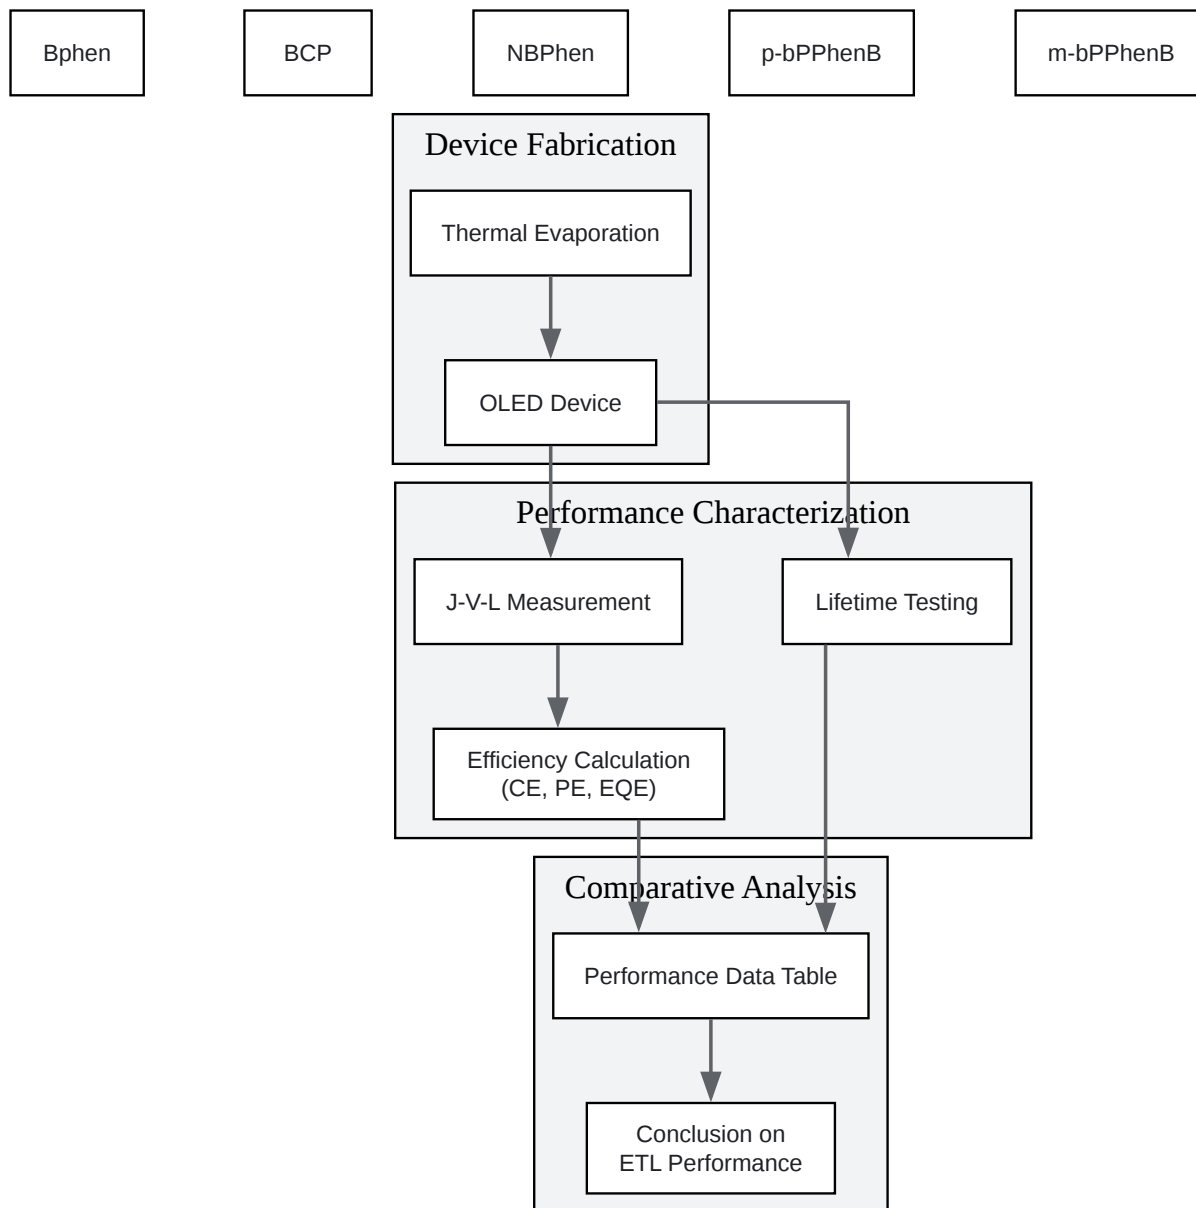 Bphen
BCP
NBPhen
p-bPPhenB
m-bPPhenB
Device Fabrication
Thermal Evaporation
OLED Device
Performance Characterization
J-V-L Measurement
Lifetime Testing
Efficiency Calculation
(CE, PE, EQE)
Comparative Analysis
Performance Data Table
Conclusion on
ETL Performance